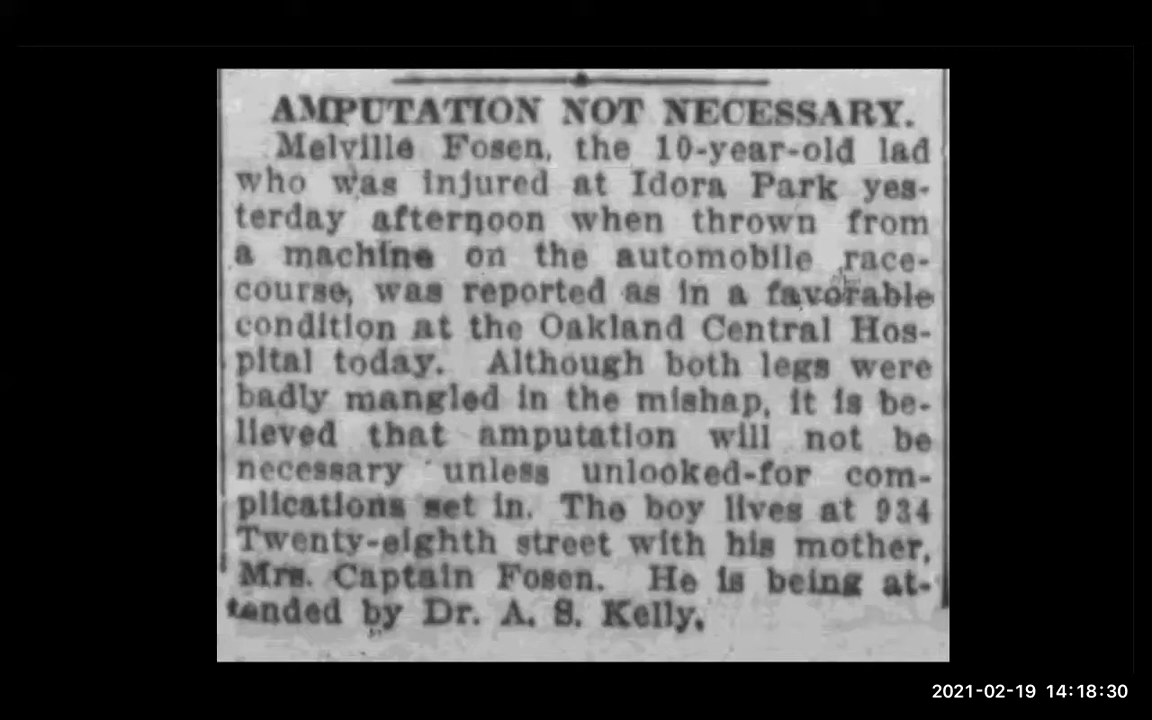 AMPUTATION NOT NECESSARY.
Melville Fosen, the 10-year-old lad
who was injured at Idora Park yes-
terday afternoon when thrown from
a machine on the automobile race-
course, was reported as in a favorable
condition at the Oakland Central Hos-
pital today. Although both legs were
badly mangled in the mishap, it is be-
lieved that amputation will not be
necessary unless unlooked-for com-
plications set in. The boy lives at 934
Twenty-eighth street with his mother,
Mrs. Captain Fosen. He is being at-
tended by Dr. A. S. Kelly.
2021-02-19 14:18:30